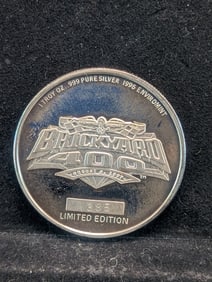 1 TROY OZ .999 PURE SILVER 1996 ENVIROMINT
BRICKYARD
400
LIMITED EDITION